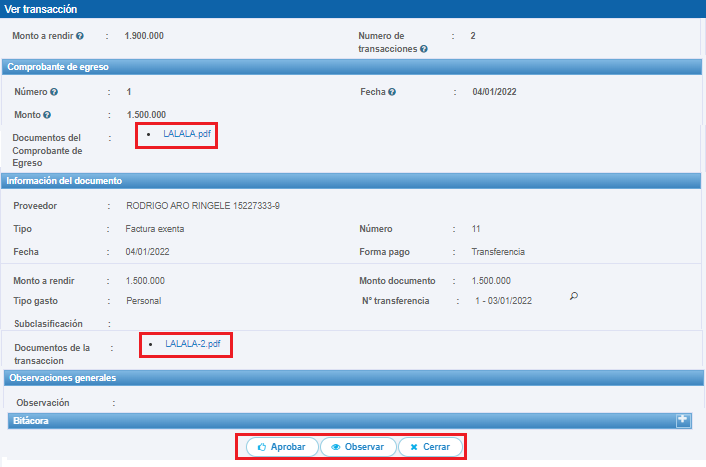 Ver transacción
Monto a rendir : 1.900.000 Numero de transacciones : 2
Comprobante de egreso
Número : 1 Fecha : 04/01/2022
Monto : 1.500.000
Documentos del Comprobante de Egreso : • LALALA.pdf
Información del documento
Proveedor : RODRIGO ARO RINGELE 15227333-9
Tipo : Factura exenta Número : 11
Fecha : 04/01/2022 Forma pago : Transferencia
Monto a rendir : 1.500.000 Monto documento : 1.500.000
Tipo gasto : Personal N° transferencia : 1 - 03/01/2022
Subclasificación :
Documentos de la transaccion : • LALALA-2.pdf
Observaciones generales
Observación :
Bitácora
Aprobar Observar Cerrar